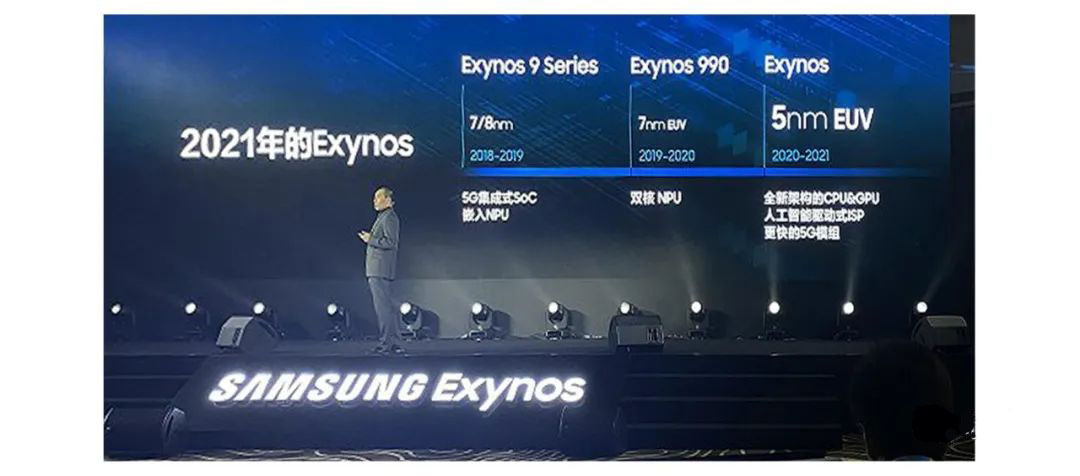 2021年的Exynos
Exynos 9 Series
7/8nm
2018-2019
5G集成式SoC
嵌入NPU
Exynos 990
7nm EUV
2019-2020
双核 NPU
Exynos
5nm EUV
2020-2021
全新架构的CPU&GPU
人工智能驱动式ISP
更快的5G模组
SAMSUNG Exynos